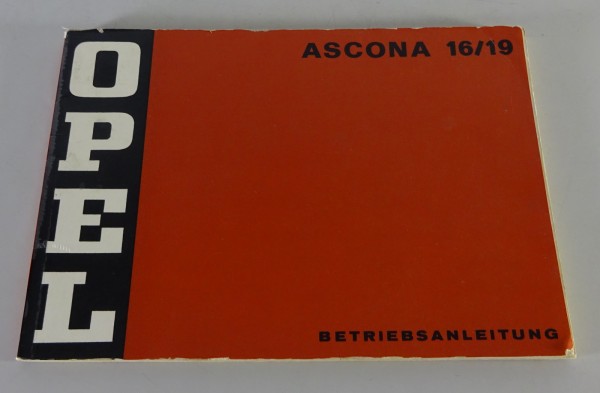 OPEL
ASCONA 16/19
BETRIEBSANLEITUNG